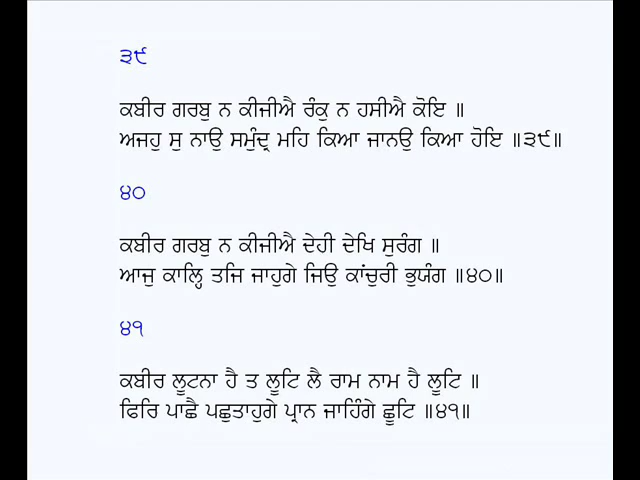 ੩੯
ਕਬੀਰ ਗਰਬੁ ਨ ਕੀਜੀਐ ਰੰਕੁ ਨ ਹਸੀਐ ਕੋਇ ॥
ਅਜਹੁ ਸੁ ਨਾਉ ਸਮੁੰਦ੍ਰ ਮਹਿ ਕਿਆ ਜਾਨਉ ਕਿਆ ਹੋਇ ॥੩੯॥
੪੦
ਕਬੀਰ ਗਰਬੁ ਨ ਕੀਜੀਐ ਦੇਹੀ ਦੇਖਿ ਸੁਰੰਗ ॥
ਆਜੁ ਕਾਲ੍ਹਿ ਤਜਿ ਜਾਹੁਗੇ ਜਿਉ ਕਾਂਚੁਰੀ ਭੁਯੰਗ ॥੪੦॥
੪੧
ਕਬੀਰ ਲੂਟਨਾ ਹੈ ਤ ਲੂਟਿ ਲੈ ਰਾਮ ਨਾਮ ਹੈ ਲੂਟਿ ॥
ਫਿਰਿ ਪਾਛੈ ਪਛੁਤਾਹੁਗੇ ਪ੍ਰਾਨ ਜਾਹਿੰਗੇ ਛੂਟਿ ॥੪੧॥